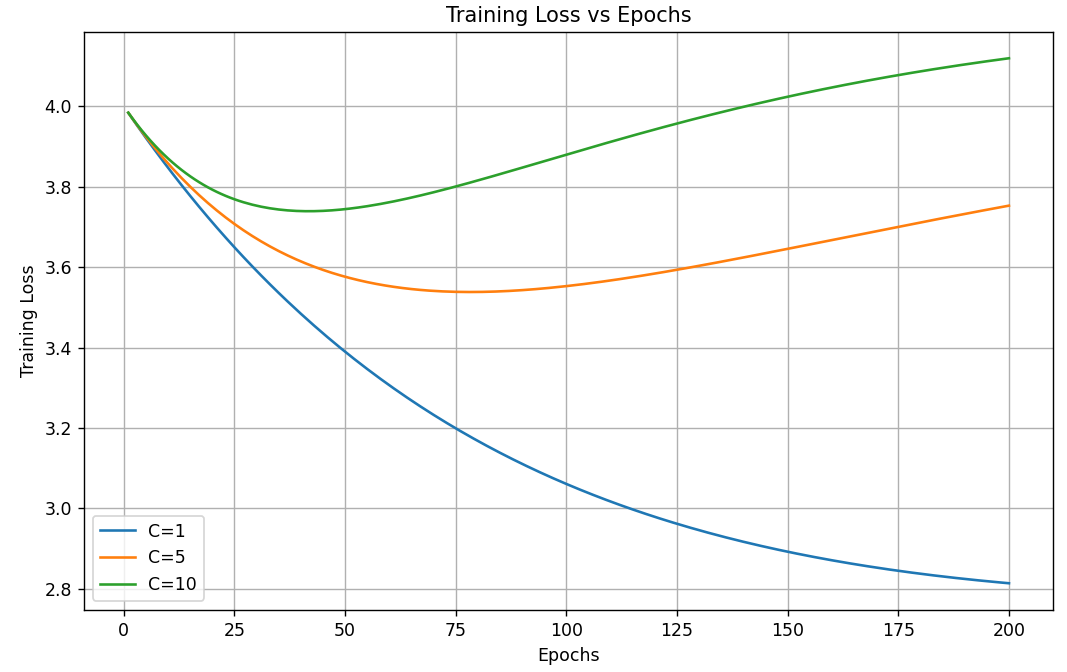 Training Loss vs Epochs
Training Loss
4.0
3.8
3.6
3.4
3.2
3.0
2.8
C=1
C=5
C=10
0 25 50 75 100 125 150 175 200
Epochs